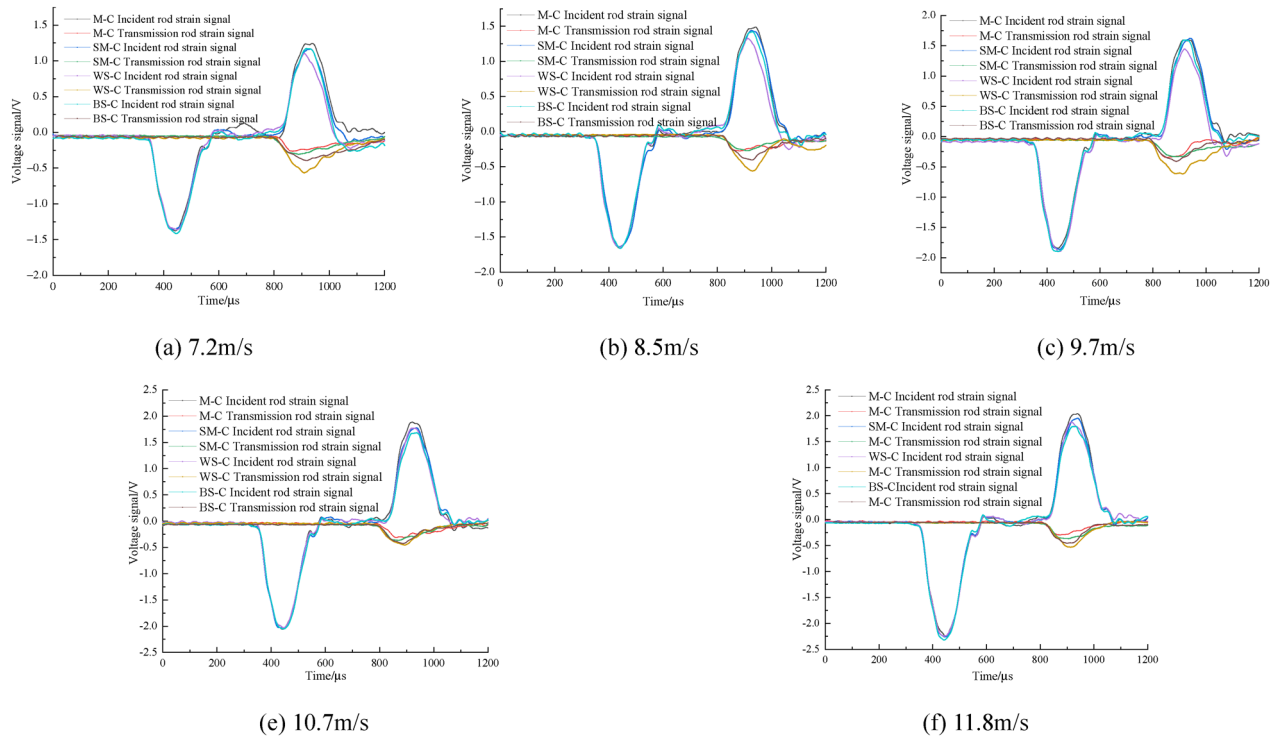 M-C Incident rod strain signal
M-C Transmission rod strain signal
SM-C Incident rod strain signal
SM-C Transmission rod strain signal
WS-C Incident rod strain signal
WS-C Transmission rod strain signal
BS-C Incident rod strain signal
BS-C Transmission rod strain signal
Voltage signal/V
1.5
1.0
0.5
0.0
−0.5
−1.0
−1.5
−2.0
0 200 400 600 800 1000 1200
Time/μs
(a) 7.2m/s
M-C Incident rod strain signal
M-C Transmission rod strain signal
SM-C Incident rod strain signal
SM-C Transmission rod strain signal
WS-C Incident rod strain signal
WS-C Transmission rod strain signal
BS-C Incident rod strain signal
BS-C Transmission rod strain signal
Voltage signal/V
1.5
1.0
0.5
0.0
−0.5
−1.0
−1.5
−2.0
0 200 400 600 800 1000 1200
Time/μs
(b) 8.5m/s
M-C Incident rod strain signal
M-C Transmission rod strain signal
SM-C Incident rod strain signal
SM-C Transmission rod strain signal
WS-C Incident rod strain signal
WS-C Transmission rod strain signal
BS-C Incident rod strain signal
BS-C Transmission rod strain signal
Voltage signal/V
2.0
1.5
1.0
0.5
0.0
−0.5
−1.0
−1.5
−2.0
0 200 400 600 800 1000 1200
Time/μs
(c) 9.7m/s
M-C Incident rod strain signal
M-C Transmission rod strain signal
SM-C Incident rod strain signal
SM-C Transmission rod strain signal
WS-C Incident rod strain signal
WS-C Transmission rod strain signal
BS-C Incident rod strain signal
BS-C Transmission rod strain signal
Voltage signal/V
2.5
2.0
1.5
1.0
0.5
0.0
−0.5
−1.0
−1.5
−2.0
−2.5
0 200 400 600 800 1000 1200
Time/μs
(e) 10.7m/s
M-C Incident rod strain signal
M-C Transmission rod strain signal
SM-C Incident rod strain signal
M-C Transmission rod strain signal
WS-C Incident rod strain signal
M-C Transmission rod strain signal
BS-CIncident rod strain signal
M-C Transmission rod strain signal
Voltage signal/V
2.5
2.0
1.5
1.0
0.5
0.0
−0.5
−1.0
−1.5
−2.0
−2.5
0 200 400 600 800 1000 1200
Time/μs
(f) 11.8m/s